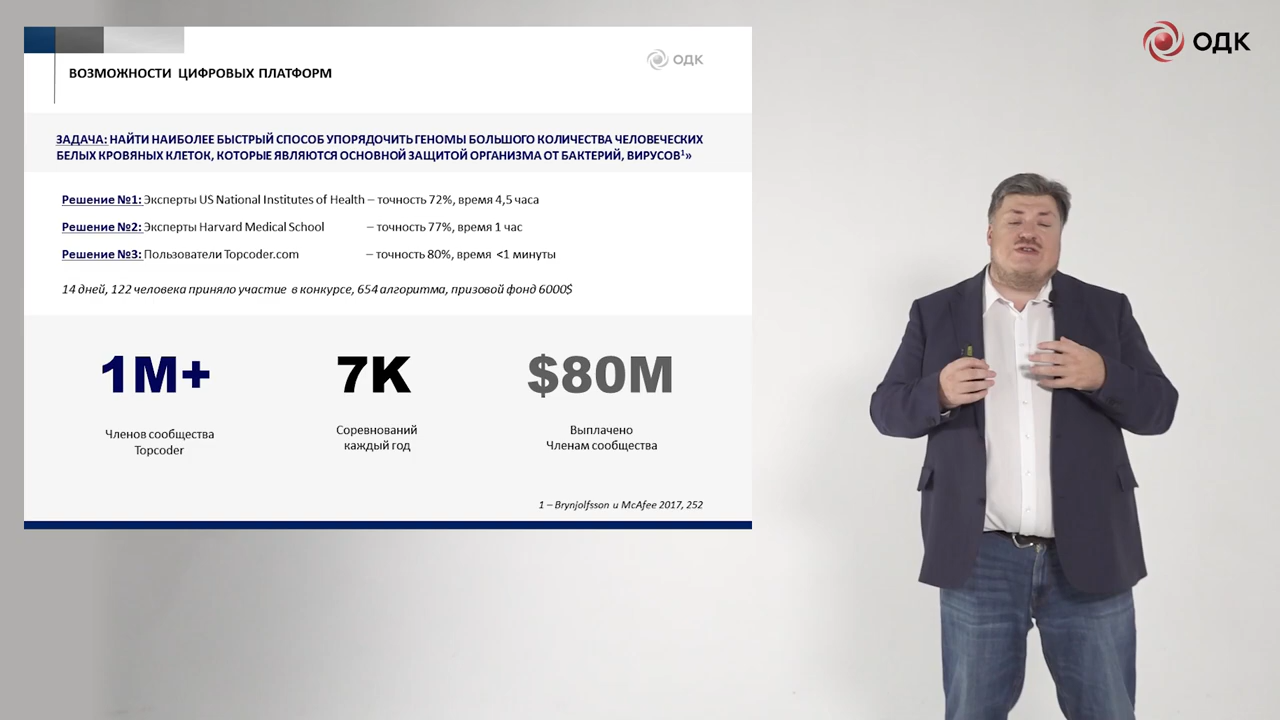 ОДК
ВОЗМОЖНОСТИ ЦИФРОВЫХ ПЛАТФОРМ
ОДК
ЗАДАЧА: НАЙТИ НАИБОЛЕЕ БЫСТРЫЙ СПОСОБ УПОРЯДОЧИТЬ ГЕНОМЫ БОЛЬШОГО КОЛИЧЕСТВА ЧЕЛОВЕЧЕСКИХ
БЕЛЫХ КРОВЯНЫХ КЛЕТОК, КОТОРЫЕ ЯВЛЯЮТСЯ ОСНОВНОЙ ЗАЩИТОЙ ОРГАНИЗМА ОТ БАКТЕРИЙ, ВИРУСОВ¹»
Решение №1: Эксперты US National Institutes of Health – точность 72%, время 4,5 часа
Решение №2: Эксперты Harvard Medical School – точность 77%, время 1 час
Решение №3: Пользователи Topcoder.com – точность 80%, время <1 минуты
14 дней, 122 человека приняло участие в конкурсе, 654 алгоритма, призовой фонд 6000$
1M+
7K
$80M
Членов сообщества
Topcoder
Соревнований
каждый год
Выплачено
Членам сообщества
1 – Brynjolfsson и McAfee 2017, 252